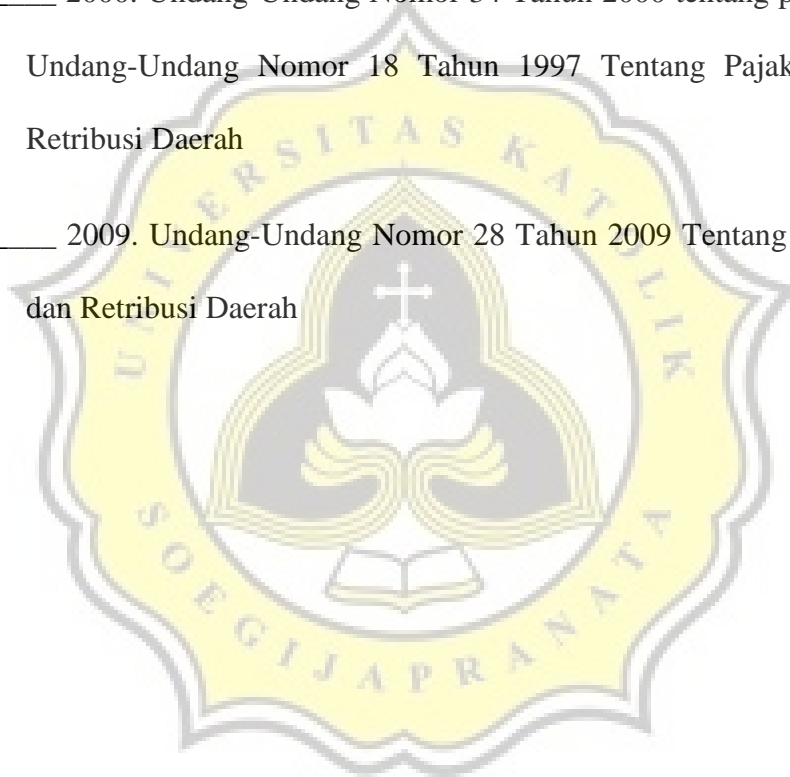 ____ 2000. Undang-Undang Nomor 34 Tahun 2000 tentang
Undang-Undang Nomor 18 Tahun 1997 Tentang Pajak
Retribusi Daerah
____ 2009. Undang-Undang Nomor 28 Tahun 2009 Tentang
dan Retribusi Daerah
UNIVERSITAS KATOLIK
SOEGIJAPRANATA